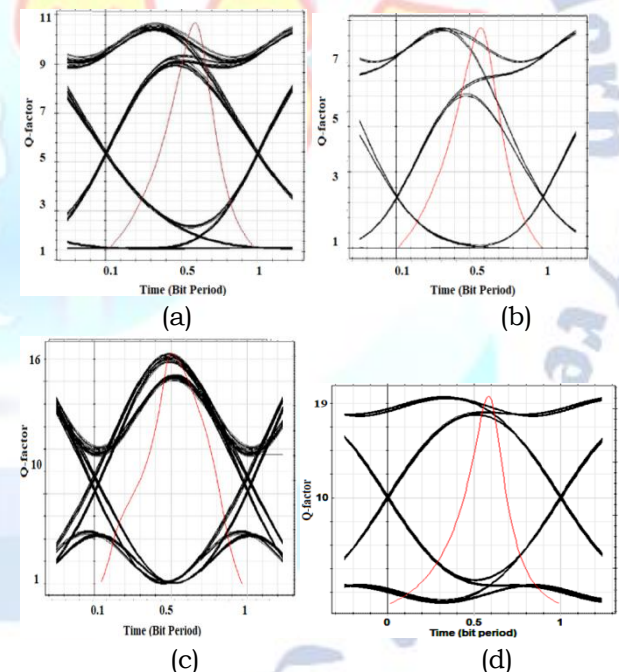 11
9
7
5
3
1
Q-factor
0.1 0.5 1
Time (Bit Period)
(a)
7
5
3
1
Q-factor
0.1 0.5 1
Time (Bit Period)
(b)
16
10
1
Q-factor
0.1 0.5 1
Time (Bit Period)
(c)
19
10
Q-factor
0 0.5 1
Time (bit period)
(d)